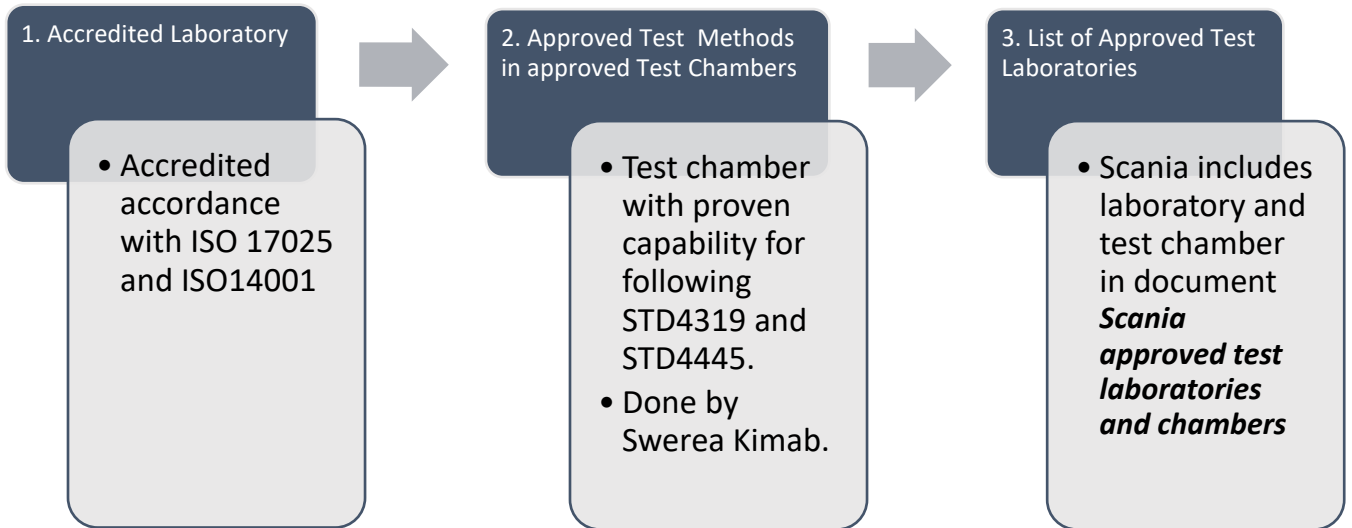 1. Accredited Laboratory
• Accredited
accordance
with ISO 17025
and ISO14001
2. Approved Test Methods
in approved Test Chambers
• Test chamber
with proven
capability for
following
STD4319 and
STD4445.
• Done by
Swerea Kimab.
3. List of Approved Test
Laboratories
• Scania includes
laboratory and
test chamber
in document
Scania
approved test
laboratories
and chambers